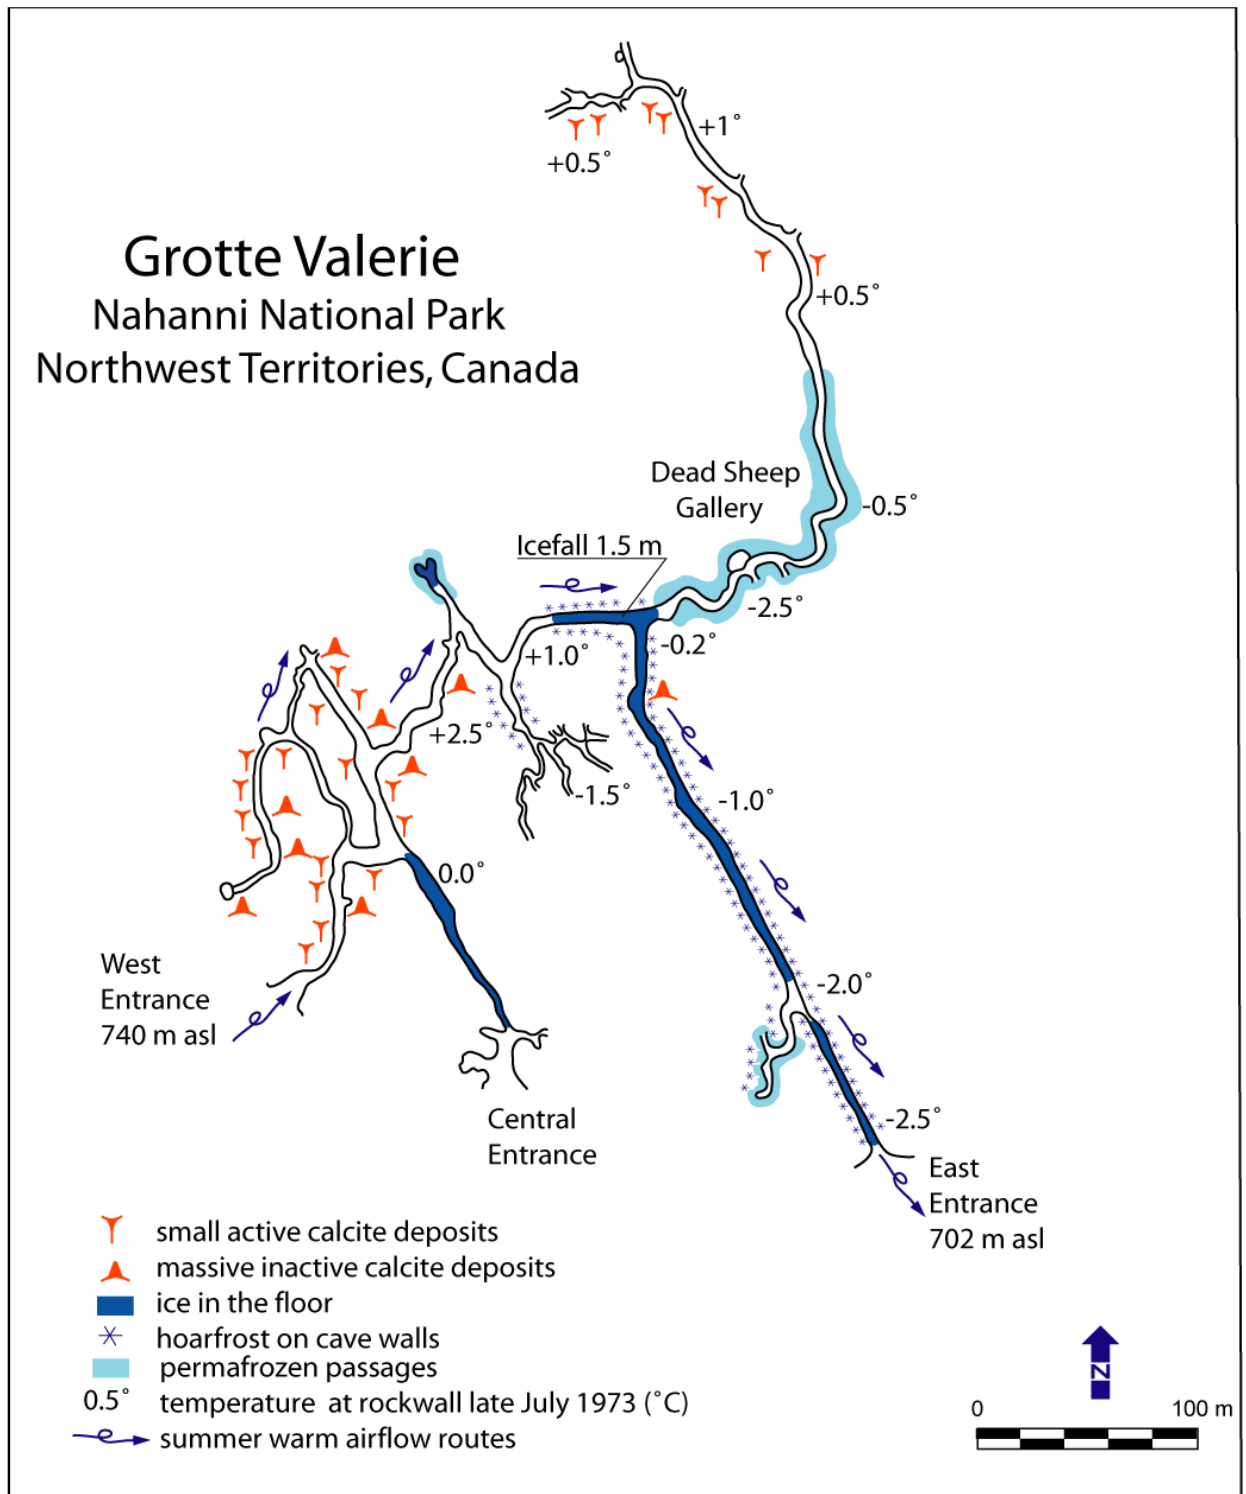 +1°
+0.5°
Grotte Valerie
Nahanni National Park
Northwest Territories, Canada
+0.5°
Dead Sheep
Gallery
-0.5°
Icefall 1.5 m
-2.5°
+1.0°
-0.2°
+2.5°
-1.5°
-1.0°
0.0°
West
Entrance
740 m asl
-2.0°
Central
Entrance
-2.5°
East
Entrance
702 m asl
small active calcite deposits
massive inactive calcite deposits
ice in the floor
hoarfrost on cave walls
permafrozen passages
0.5° temperature at rockwall late July 1973 (°C)
summer warm airflow routes
N
0 100 m